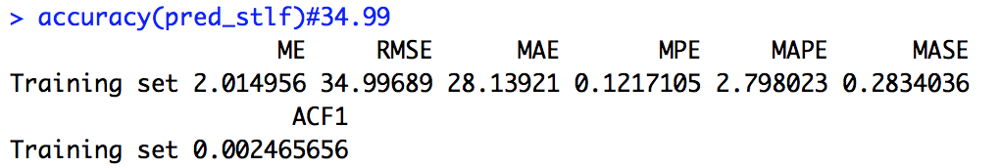 > accuracy(pred_stlf)#34.99
ME RMSE MAE MPE MAPE MASE
Training set 2.014956 34.99689 28.13921 0.1217105 2.798023 0.2834036
ACF1
Training set 0.002465656